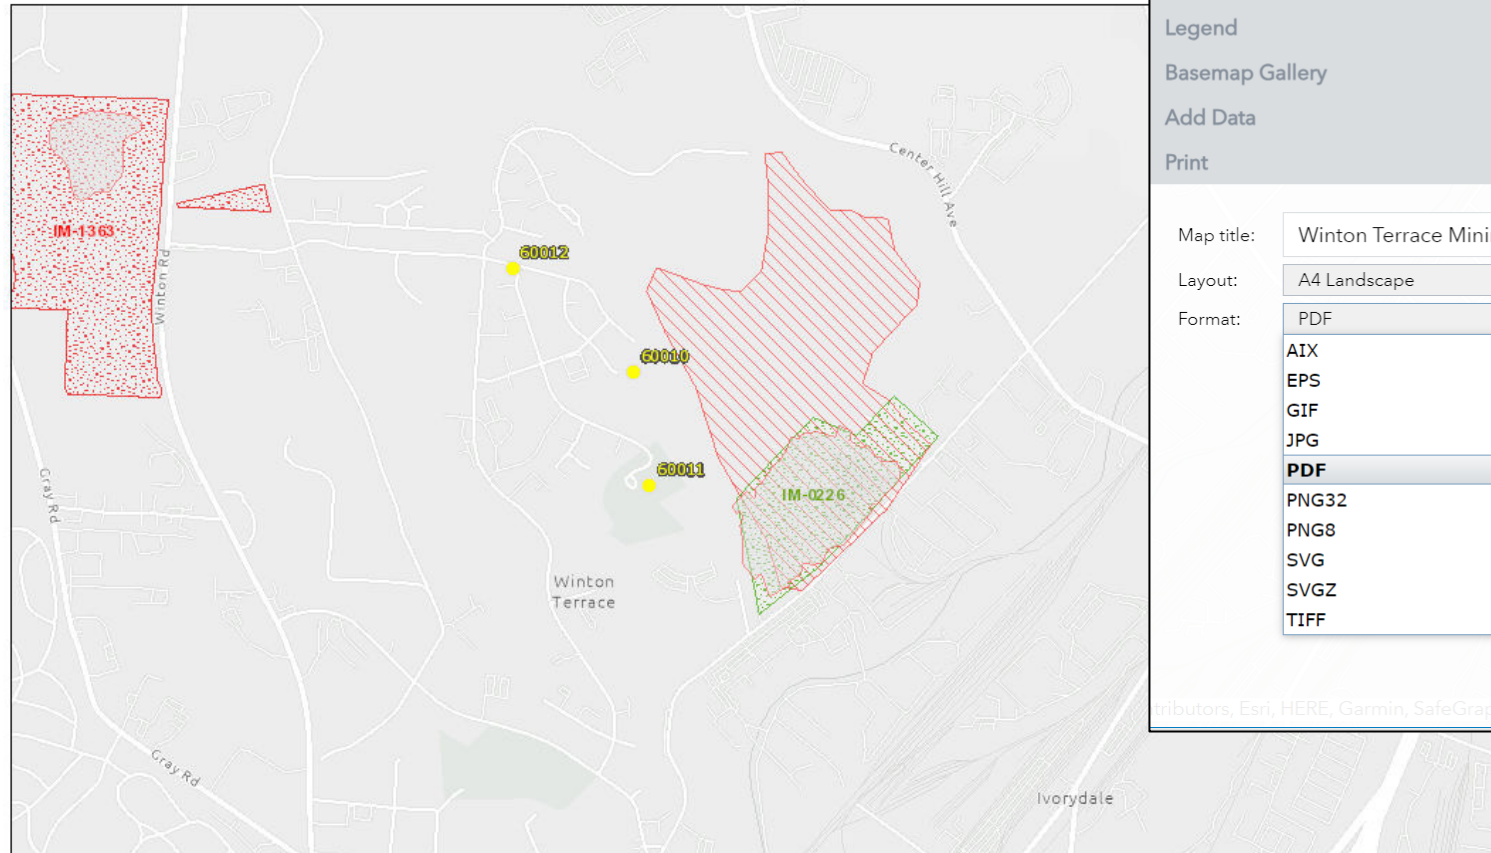 Legend
Basemap Gallery
Add Data
Print
Map title:
Winton Terrace Mini
Layout:
A4 Landscape
Format:
PDF
AIX
EPS
GIF
JPG
PDF
PNG32
PNG8
SVG
SVGZ
TIFF
tributors, Esri, HERE, Garmin, SafeGrap
Center Hill Ave
IM-1363
Winton Rd
60012
60010
60011
IM-0226
Gray Rd
Winton
Terrace
Gray Rd
Ivorydale